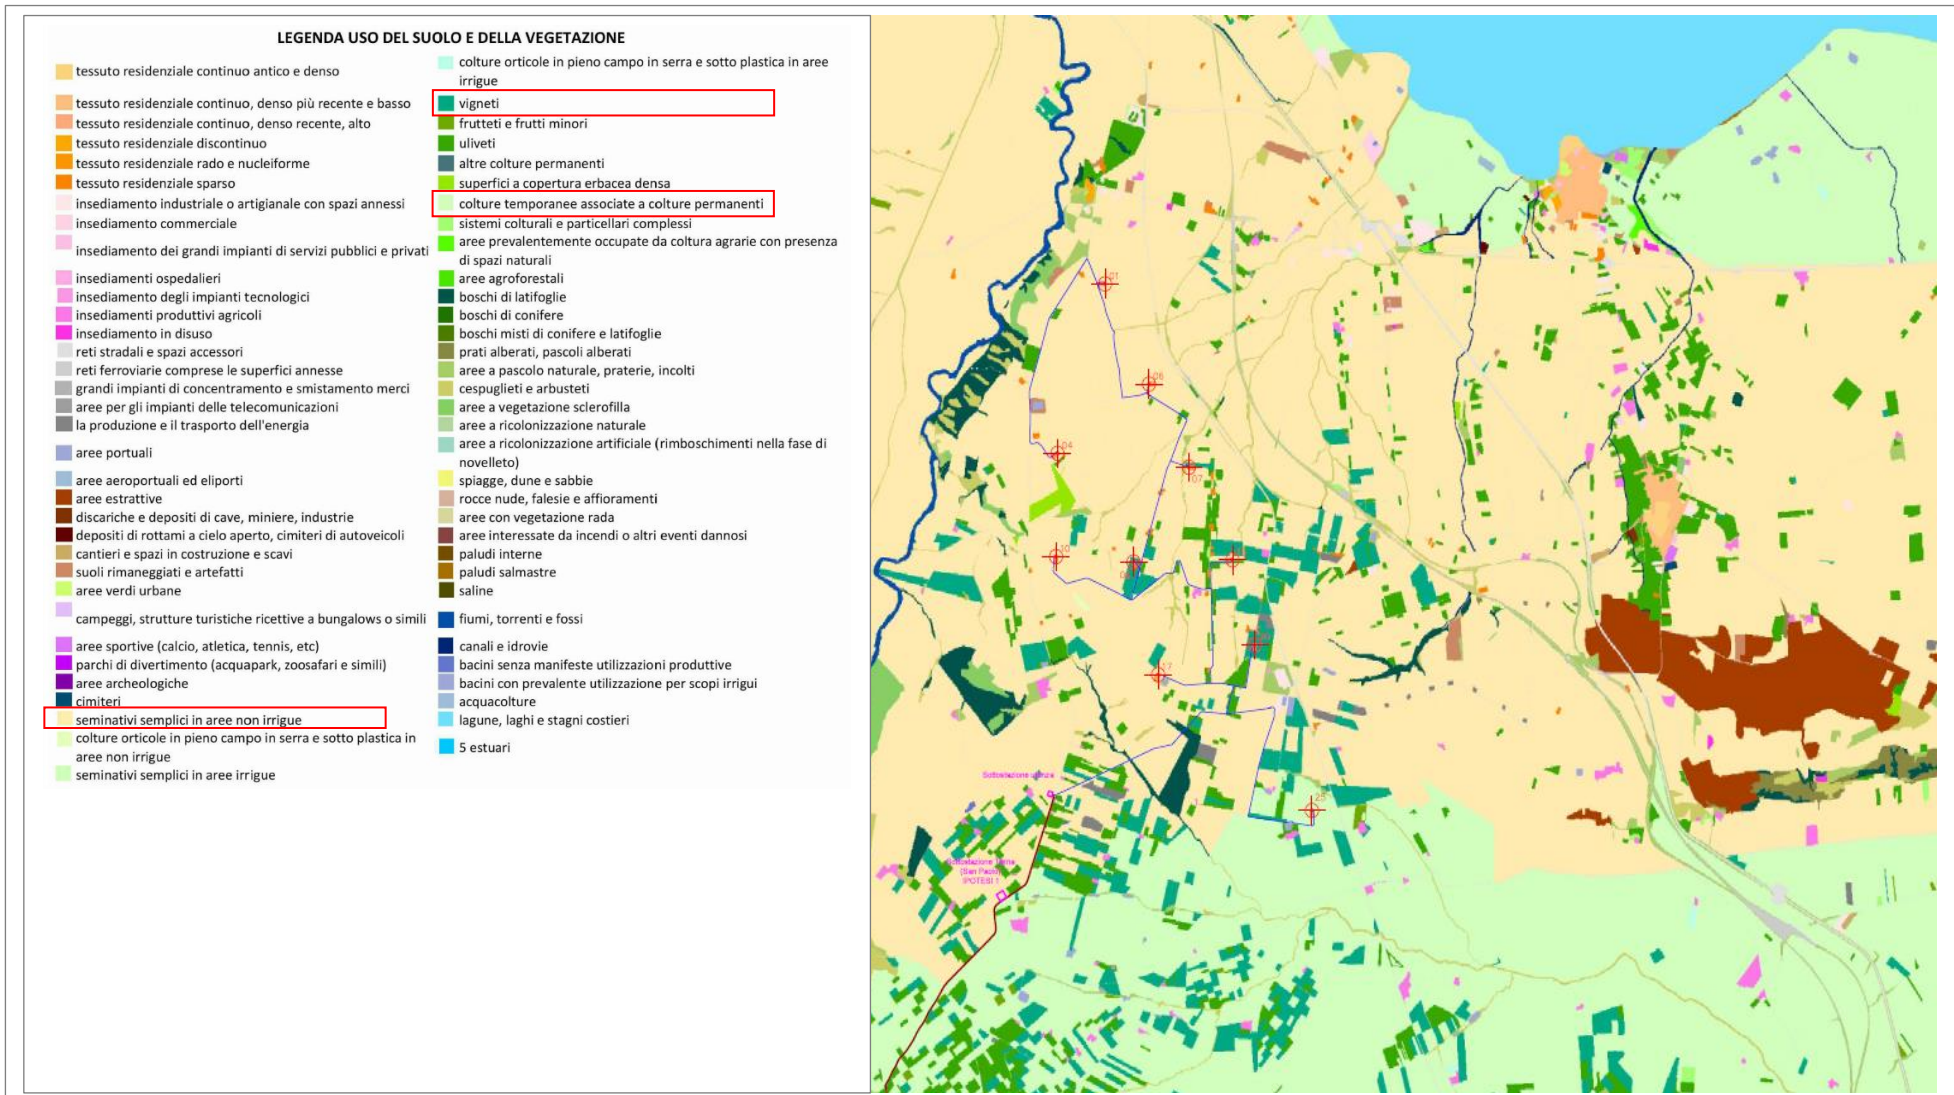 LEGENDA USO DEL SUOLO E DELLA VEGETAZIONE
tessuto residenziale continuo antico e denso
tessuto residenziale continuo, denso più recente e basso
tessuto residenziale continuo, denso recente, alto
tessuto residenziale discontinuo
tessuto residenziale rado e nucleiforme
tessuto residenziale sparso
insediamento industriale o artigianale con spazi annessi
insediamento commerciale
insediamento dei grandi impianti di servizi pubblici e privati
insediamenti ospedalieri
insediamento degli impianti tecnologici
insediamenti produttivi agricoli
insediamento in disuso
reti stradali e spazi accessori
reti ferroviarie comprese le superfici annesse
grandi impianti di concentramento e smistamento merci
aree per gli impianti delle telecomunicazioni
la produzione e il trasporto dell'energia
aree portuali
aree aeroportuali ed eliporti
aree estrattive
discariche e depositi di cave, miniere, industrie
depositi di rottami a cielo aperto, cimiteri di autoveicoli
cantieri e spazi in costruzione e scavi
suoli rimaneggiati e artefatti
aree verdi urbane
campeggi, strutture turistiche ricettive a bungalows o simili
aree sportive (calcio, atletica, tennis, etc)
parchi di divertimento (acquapark, zoosafari e simili)
aree archeologiche
cimiteri
seminativi semplici in aree non irrigue
colture orticole in pieno campo in serra e sotto plastica in
aree non irrigue
seminativi semplici in aree irrigue
colture orticole in pieno campo in serra e sotto plastica in aree
irrigue
vigneti
frutteti e frutti minori
uliveti
altre colture permanenti
superfici a copertura erbacea densa
colture temporanee associate a colture permanenti
sistemi colturali e particellari complessi
aree prevalentemente occupate da coltura agrarie con presenza
di spazi naturali
aree agroforestali
boschi di latifoglie
boschi di conifere
boschi misti di conifere e latifoglie
prati alberati, pascoli alberati
aree a pascolo naturale, praterie, incolti
cespuglieti e arbusteti
aree a vegetazione sclerofilla
aree a ricolonizzazione naturale
aree a ricolonizzazione artificiale (rimboschimenti nella fase di
novelleto)
spiagge, dune e sabbie
rocce nude, falesie e affioramenti
aree con vegetazione rada
aree interessate da incendi o altri eventi dannosi
paludi interne
paludi salmastre
saline
fiumi, torrenti e fossi
canali e idrovie
bacini senza manifeste utilizzazioni produttive
bacini con prevalente utilizzazione per scopi irrigui
acquacolture
lagune, laghi e stagni costieri
5 estuari
01
06
04
07
10
17
Sottostazione utenza
25
Sottostazione Terna
(San Paolo)
IPOTESI 1